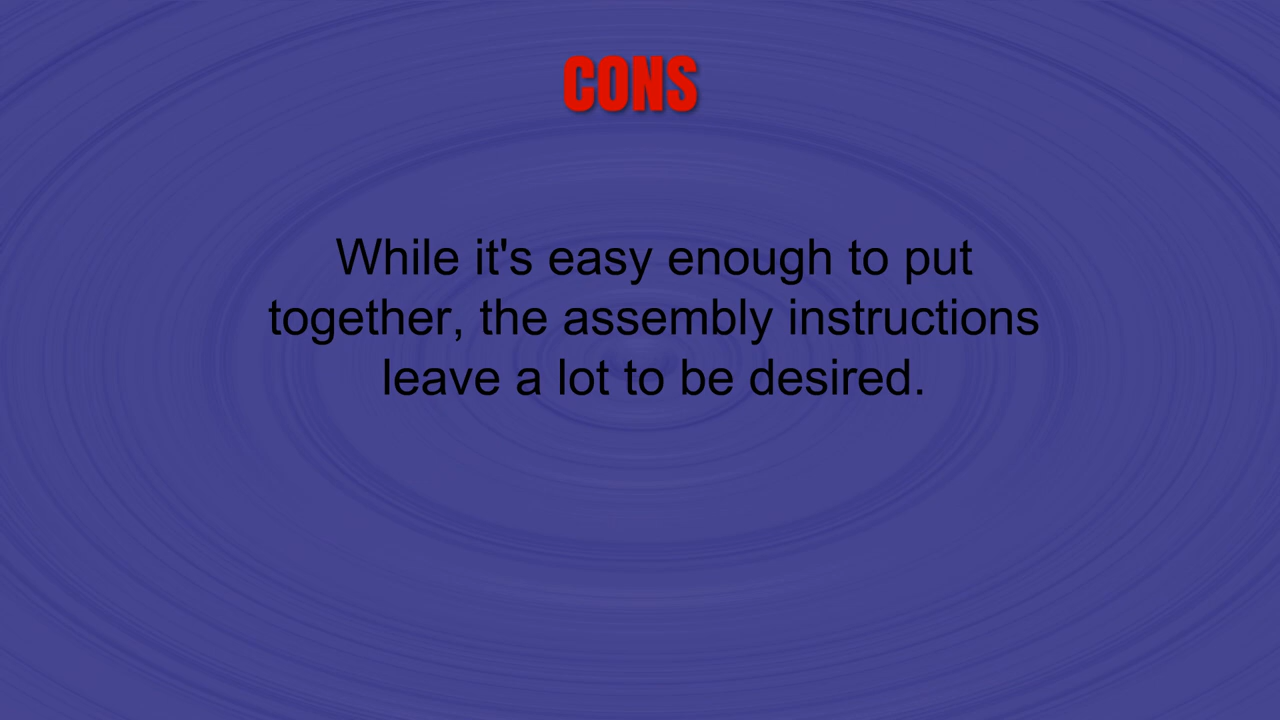 CONS
While it's easy enough to put
together, the assembly instructions
leave a lot to be desired.